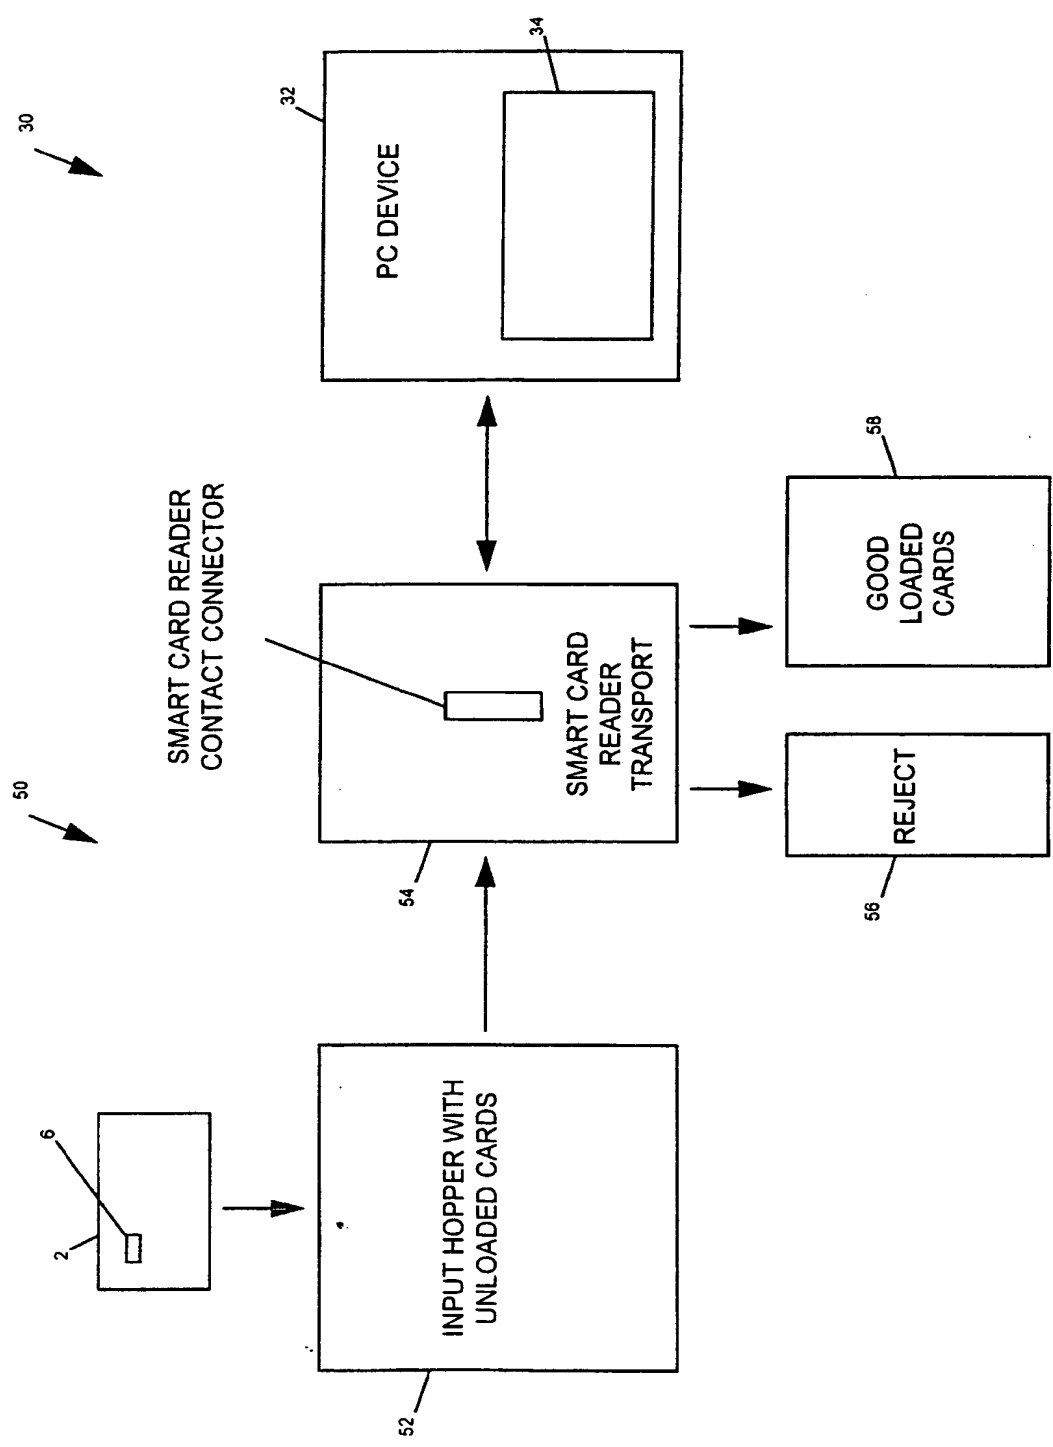 50
30
2
6
INPUT HOPPER WITH
UNLOADED CARDS
52
SMART CARD READER
CONTACT CONNECTOR
54
SMART CARD
READER
TRANSPORT
32
PC DEVICE
34
REJECT
56
GOOD
LOADED
CARDS
58